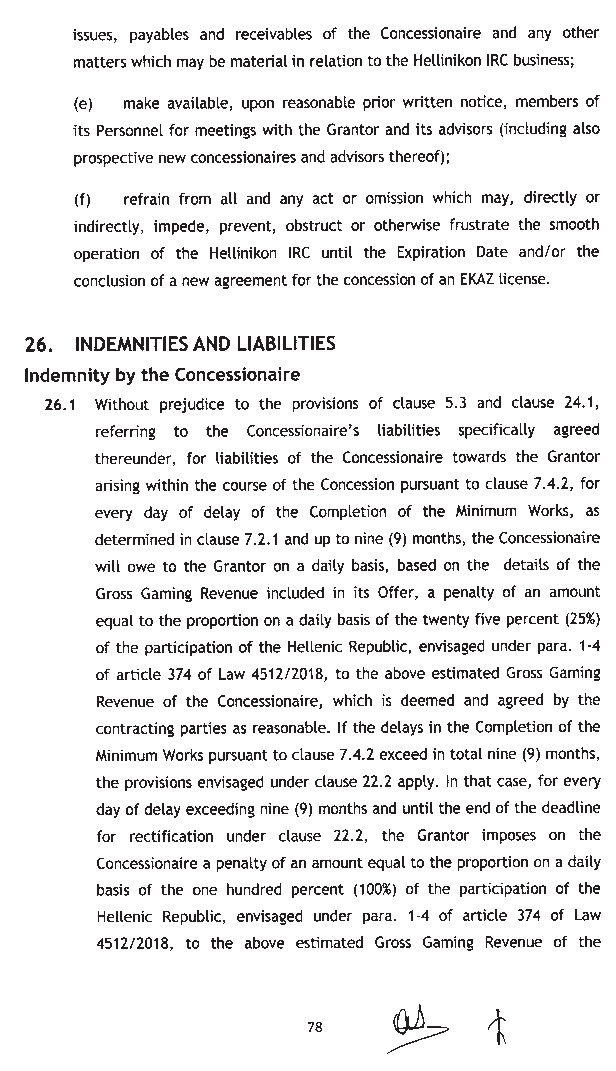 issues, payables and receivables of the Concessionaire and any other
matters which may be material in relation to the Hellinikon IRC business;
(e) make available, upon reasonable prior written notice, members of
its Personnel for meetings with the Grantor and its advisors (including also
prospective new concessionaires and advisors thereof);
(f) refrain from all and any act or omission which may, directly or
indirectly, impede, prevent, obstruct or otherwise frustrate the smooth
operation of the Hellinikon IRC until the Expiration Date and/or the
conclusion of a new agreement for the concession of an EKAZ license.
26. INDEMNITIES AND LIABILITIES
Indemnity by the Concessionaire
26.1 Without prejudice to the provisions of clause 5.3 and clause 24.1,
referring to the Concessionaire's liabilities specifically agreed
thereunder, for liabilities of the Concessionaire towards the Grantor
arising within the course of the Concession pursuant to clause 7.4.2, for
every day of delay of the Completion of the Minimum Works, as
determined in clause 7.2.1 and up to nine (9) months, the Concessionaire
will owe to the Grantor on a daily basis, based on the details of the
Gross Gaming Revenue included in its Offer, a penalty of an amount
equal to the proportion on a daily basis of the twenty five percent (25%)
of the participation of the Hellenic Republic, envisaged under para. 1-4
of article 374 of Law 4512/2018, to the above estimated Gross Gaming
Revenue of the Concessionaire, which is deemed and agreed by the
contracting parties as reasonable. If the delays in the Completion of the
Minimum Works pursuant to clause 7.4.2 exceed in total nine (9) months,
the provisions envisaged under clause 22.2 apply. In that case, for every
day of delay exceeding nine (9) months and until the end of the deadline
for rectification under clause 22.2, the Grantor imposes on the
Concessionaire a penalty of an amount equal to the proportion on a daily
basis of the one hundred percent (100%) of the participation of the
Hellenic Republic, envisaged under para. 1-4 of article 374 of Law
4512/2018, to the above estimated Gross Gaming Revenue of the
78